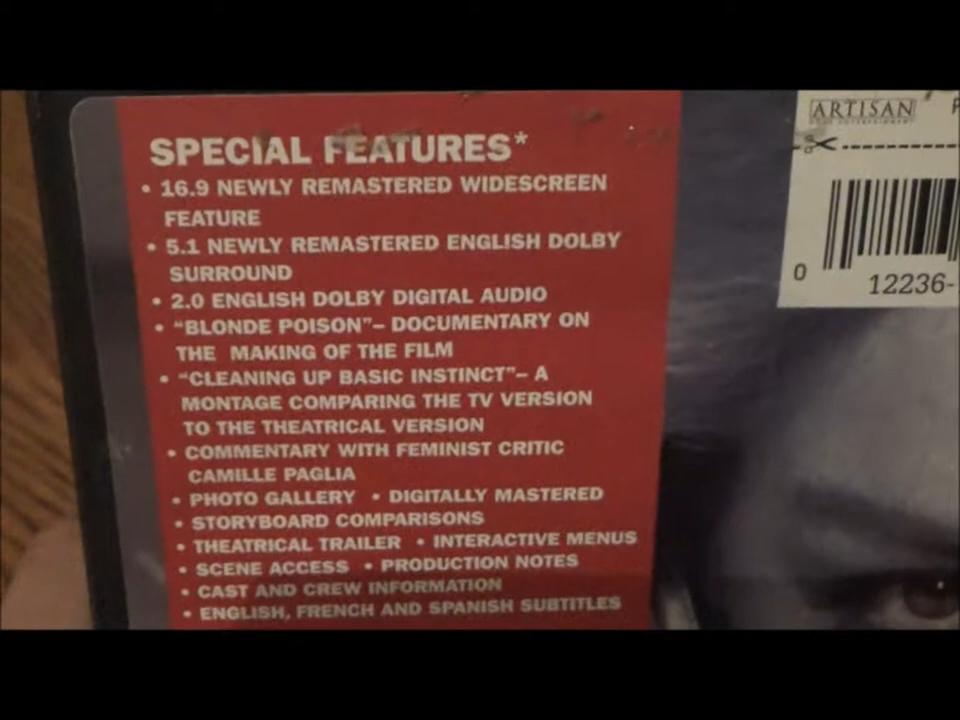 SPECIAL FEATURES*
• 16.9 NEWLY REMASTERED WIDESCREEN
FEATURE
• 5.1 NEWLY REMASTERED ENGLISH DOLBY
SURROUND
• 2.0 ENGLISH DOLBY DIGITAL AUDIO
• “BLONDE POISON”– DOCUMENTARY ON
THE MAKING OF THE FILM
• “CLEANING UP BASIC INSTINCT”– A
MONTAGE COMPARING THE TV VERSION
TO THE THEATRICAL VERSION
• COMMENTARY WITH FEMINIST CRITIC
CAMILLE PAGLIA
• PHOTO GALLERY • DIGITALLY MASTERED
• STORYBOARD COMPARISONS
• THEATRICAL TRAILER • INTERACTIVE MENUS
• SCENE ACCESS • PRODUCTION NOTES
• CAST AND CREW INFORMATION
• ENGLISH, FRENCH AND SPANISH SUBTITLES
ARTISAN
0 12236-